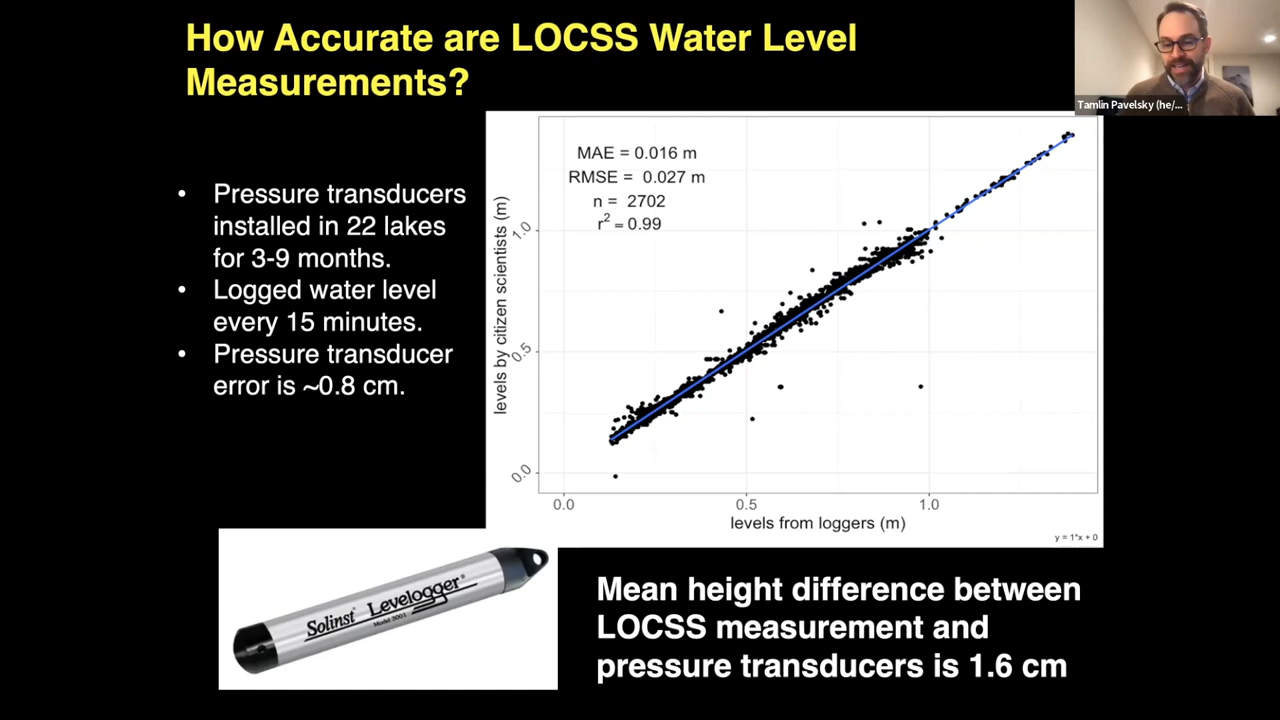 How Accurate are LOCSS Water Level
Measurements?
Tamlin Pavelsky (he/...
• Pressure transducers
installed in 22 lakes
for 3-9 months.
• Logged water level
every 15 minutes.
• Pressure transducer
error is ~0.8 cm.
MAE = 0.016 m
RMSE = 0.027 m
n = 2702
r² = 0.99
levels by citizen scientists (m)
1.0
0.5
0.0
0.0 0.5 1.0
levels from loggers (m)
y = 1*x + 0
Solinst Levelogger®
Model 3001
Mean height difference between
LOCSS measurement and
pressure transducers is 1.6 cm